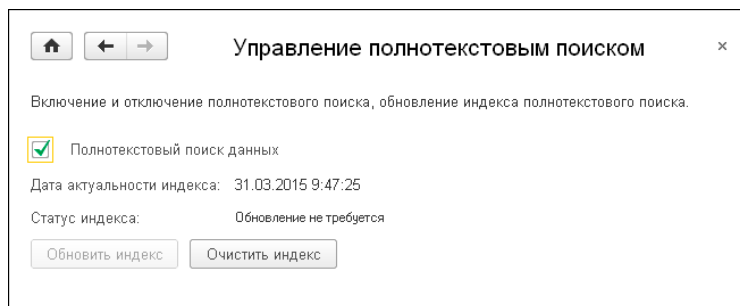 Управление полнотекстовым поиском
Включение и отключение полнотекстового поиска, обновление индекса полнотекстового поиска.
Полнотекстовый поиск данных
Дата актуальности индекса: 31.03.2015 9:47:25
Статус индекса: Обновление не требуется
Обновить индекс Очистить индекс